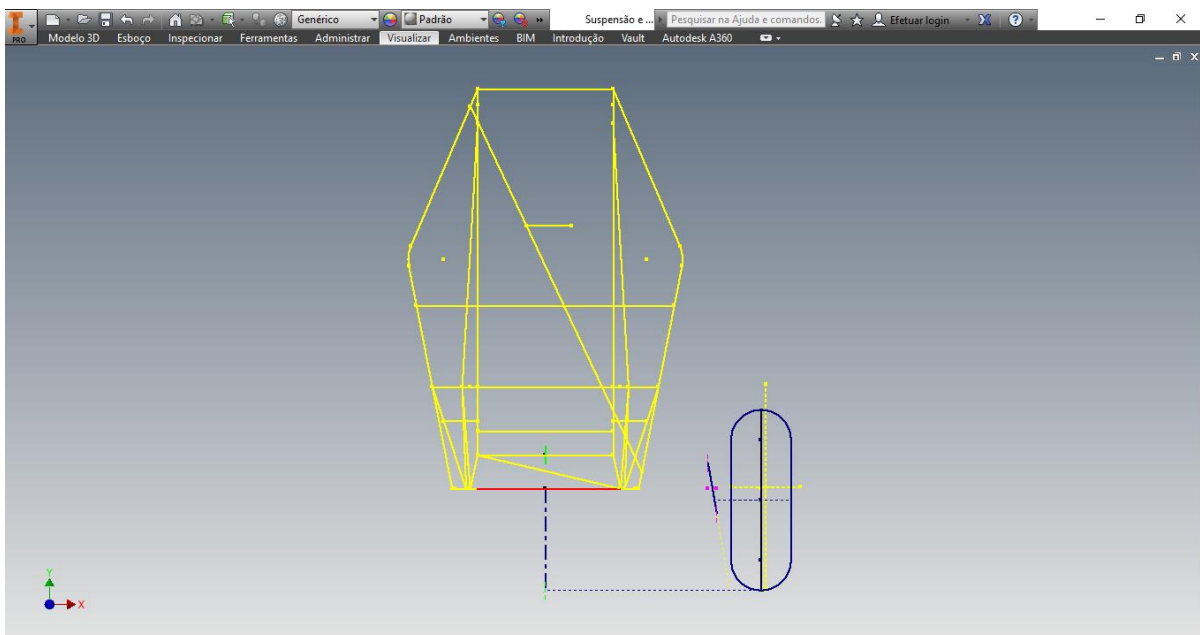 Genérico Padrão Suspensão e ... Pesquisar na Ajuda e comandos. Efetuar login
PRO Modelo 3D Esboço Inspecionar Ferramentas Administrar Visualizar Ambientes BIM Introdução Vault Autodesk A360
Y
X